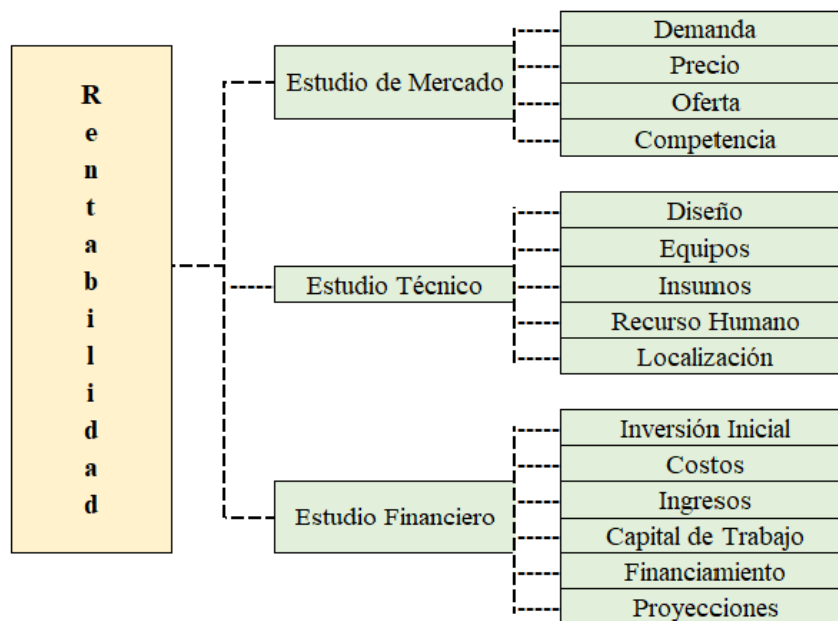 Rentabilidad
Estudio de Mercado
Demanda
Precio
Oferta
Competencia
Estudio Técnico
Diseño
Equipos
Insumos
Recurso Humano
Localización
Estudio Financiero
Inversión Inicial
Costos
Ingresos
Capital de Trabajo
Financiamiento
Proyecciones